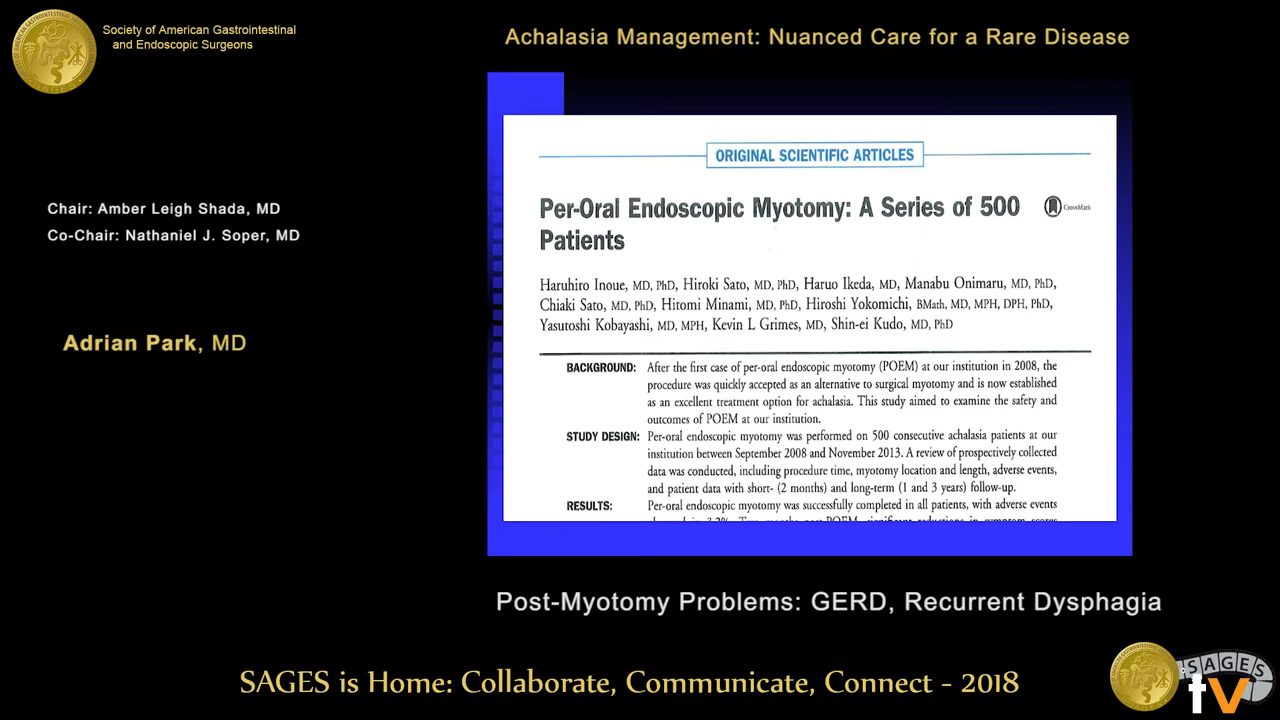 Society of American Gastrointestinal
and Endoscopic Surgeons
Achalasia Management: Nuanced Care for a Rare Disease
Chair: Amber Leigh Shada, MD
Co-Chair: Nathaniel J. Soper, MD
Adrian Park, MD
ORIGINAL SCIENTIFIC ARTICLES
Per-Oral Endoscopic Myotomy: A Series of 500
Patients
CrossMark
Haruhiro Inoue, MD, PhD, Hiroki Sato, MD, PhD, Haruo Ikeda, MD, Manabu Onimaru, MD, PhD,
Chiaki Sato, MD, PhD, Hitomi Minami, MD, PhD, Hiroshi Yokomichi, BMath, MD, MPH, DPH, PhD,
Yasutoshi Kobayashi, MD, MPH, Kevin L Grimes, MD, Shin-ei Kudo, MD, PhD
BACKGROUND: After the first case of per-oral endoscopic myotomy (POEM) at our institution in 2008, the
procedure was quickly accepted as an alternative to surgical myotomy and is now established
as an excellent treatment option for achalasia. This study aimed to examine the safety and
outcomes of POEM at our institution.
STUDY DESIGN: Per-oral endoscopic myotomy was performed on 500 consecutive achalasia patients at our
institution between September 2008 and November 2013. A review of prospectively collected
data was conducted, including procedure time, myotomy location and length, adverse events,
and patient data with short- (2 months) and long-term (1 and 3 years) follow-up.
RESULTS: Per-oral endoscopic myotomy was successfully completed in all patients, with adverse events
Post-Myotomy Problems: GERD, Recurrent Dysphagia
SAGES is Home: Collaborate, Communicate, Connect - 2018
SAGES
tv